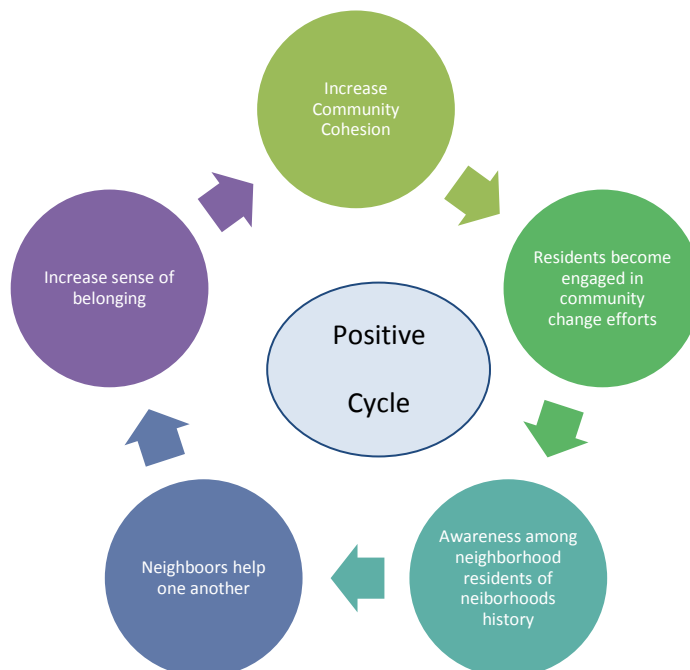 Increase
Community
Cohesion
Residents become
engaged in
community
change efforts
Awareness among
neighborhood
residents of
neiborhoods
history
Neighboors help
one another
Increase sense of
belonging
Positive
Cycle